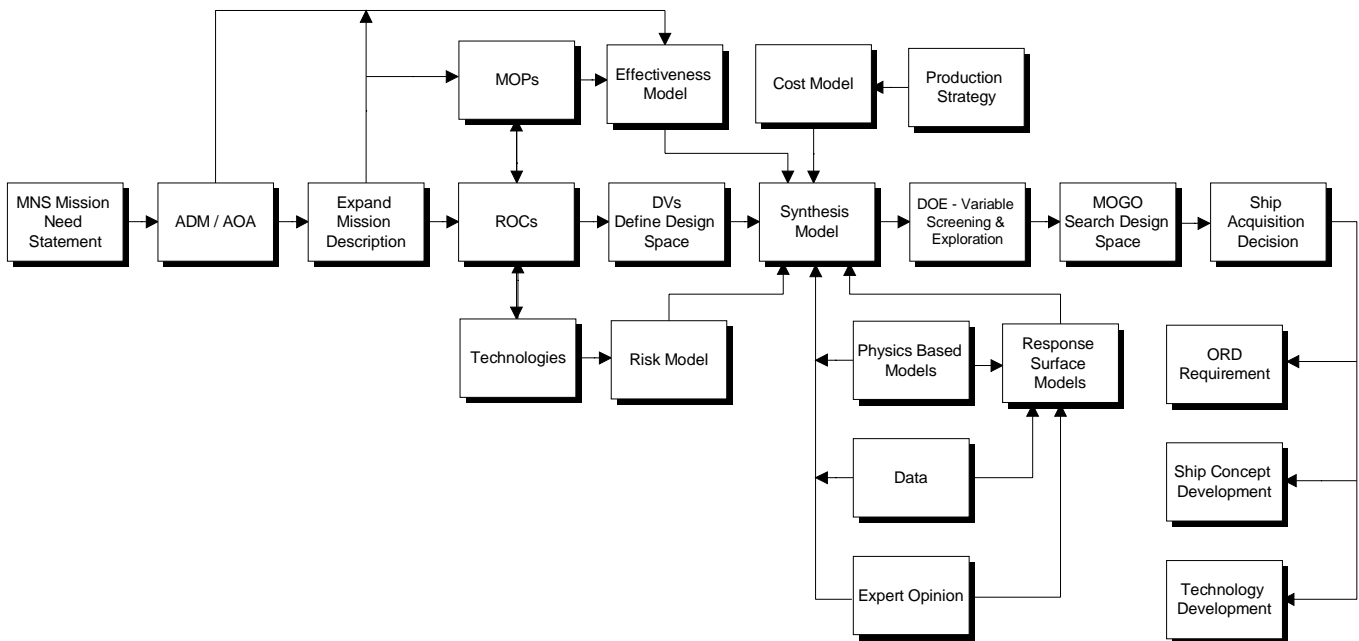 MOPs
Effectiveness
Model
Cost Model
Production
Strategy
MNS Mission
Need
Statement
ADM / AOA
Expand
Mission
Description
ROCs
DVs
Define Design
Space
Synthesis
Model
DOE - Variable
Screening &
Exploration
MOGO
Search Design
Space
Ship
Acquisition
Decision
Technologies
Risk Model
Physics Based
Models
Response
Surface
Models
ORD
Requirement
Data
Ship Concept
Development
Expert Opinion
Technology
Development